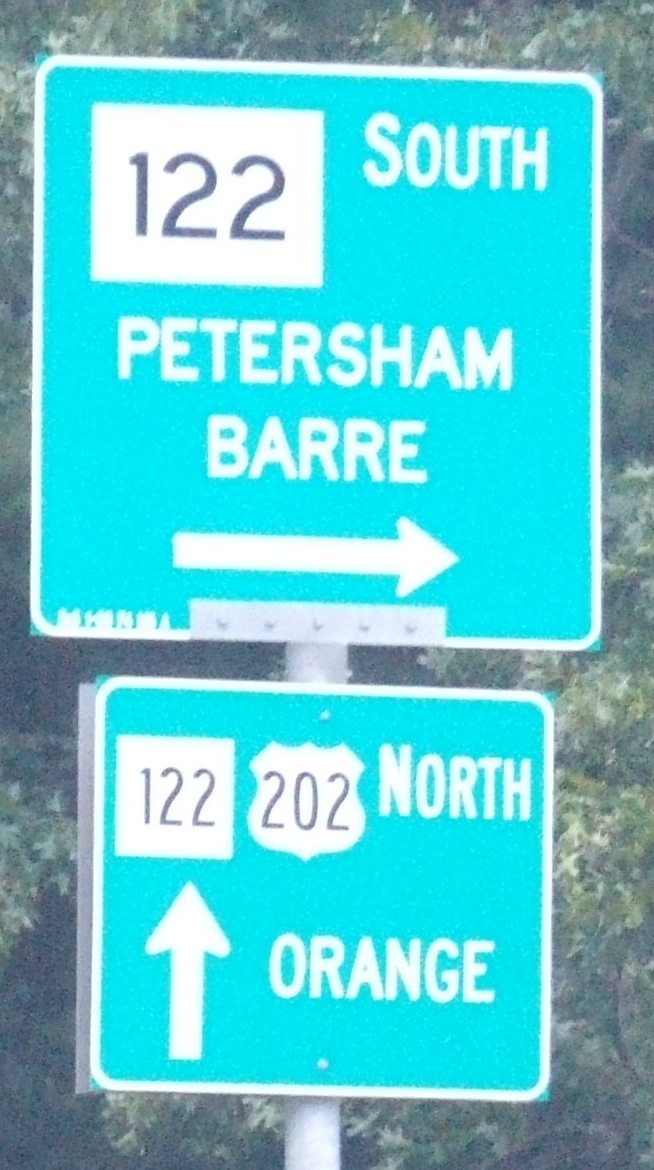 122 SOUTH
PETERSHAM
BARRE
122 202 NORTH
ORANGE